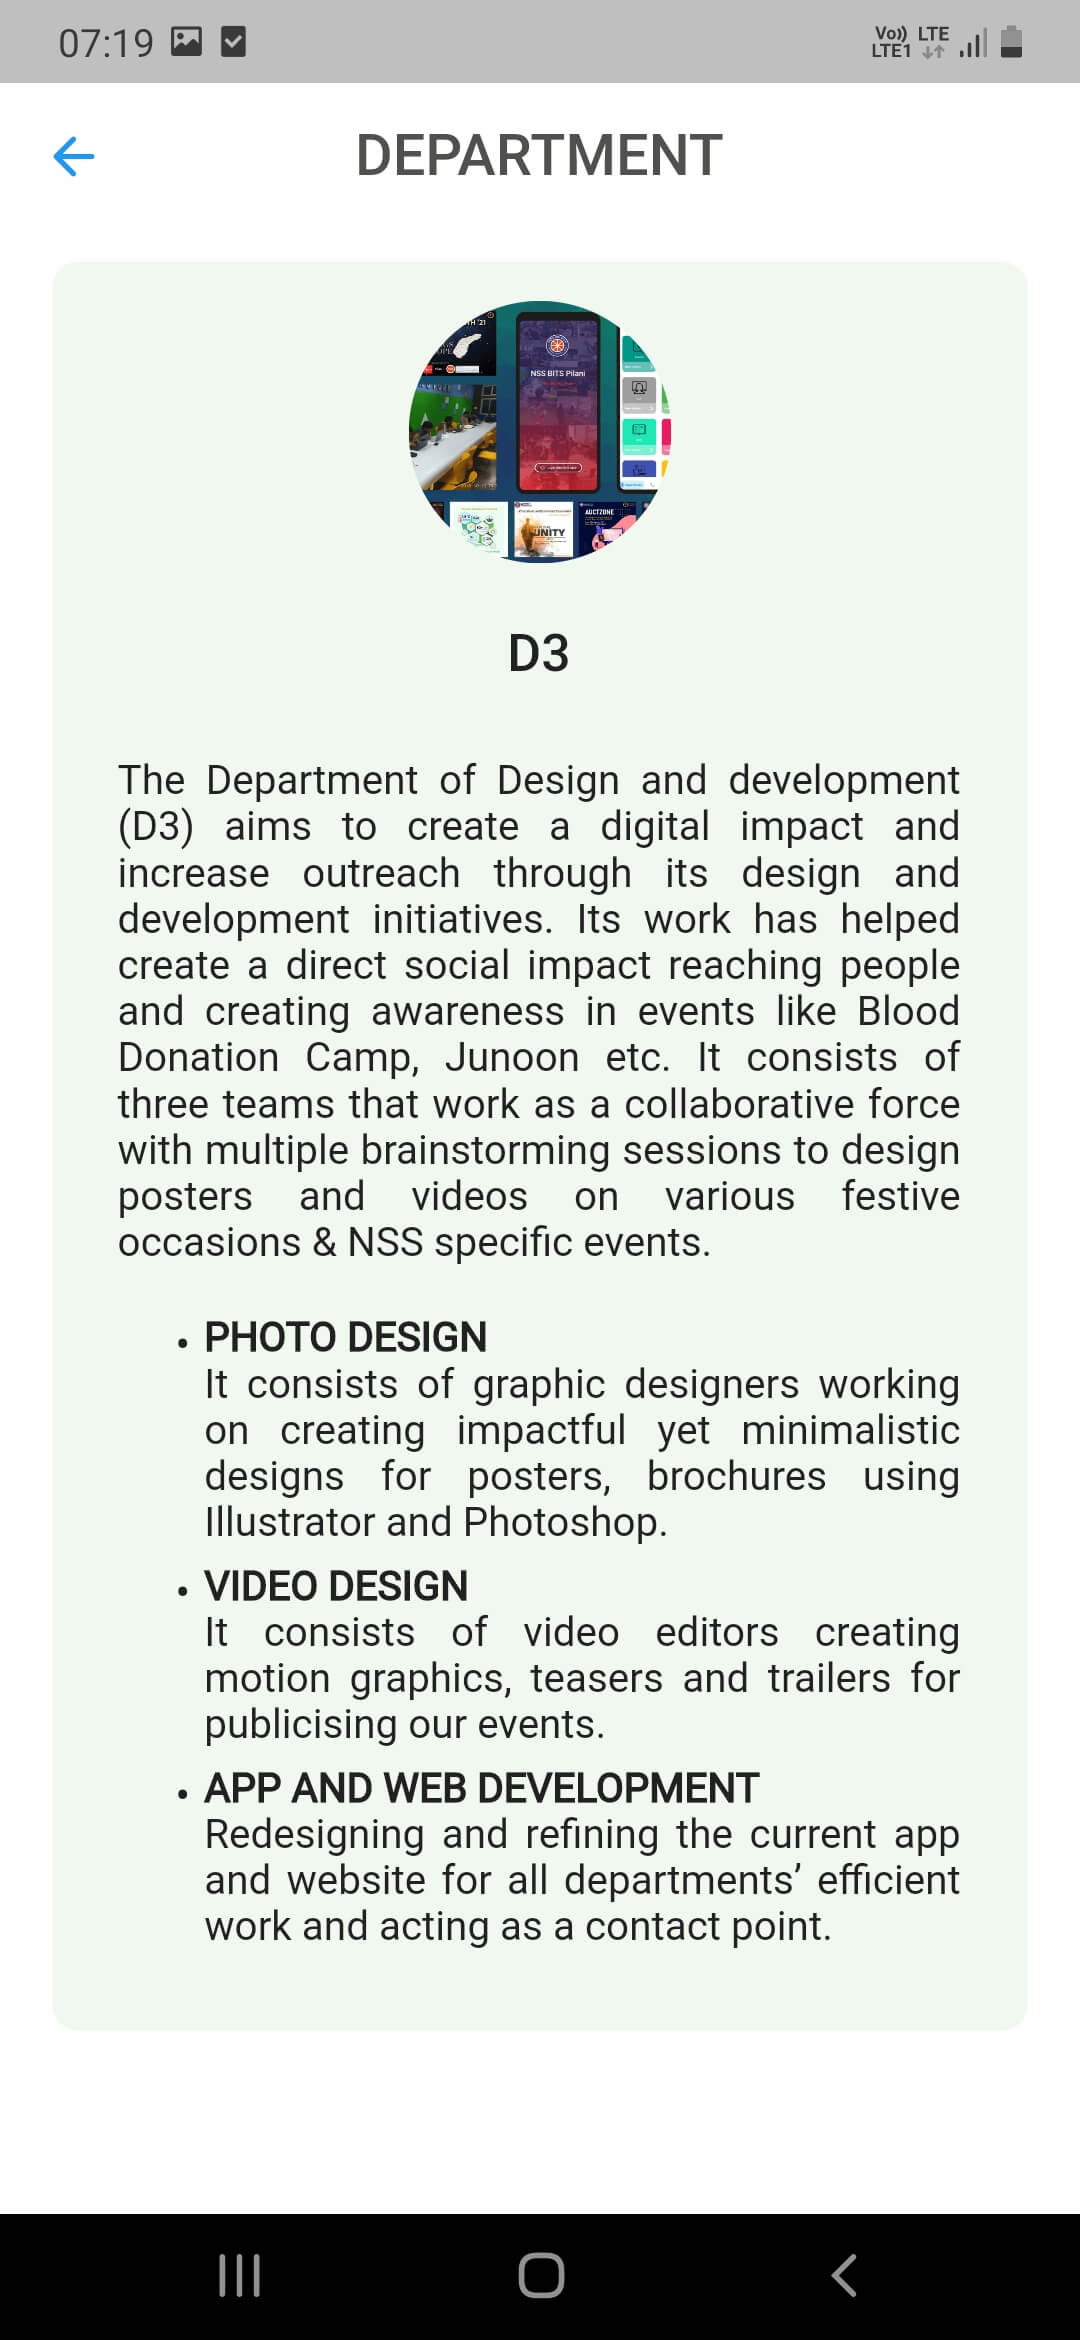 07:19
Vo)) LTE
LTE1
DEPARTMENT
TH '21
NSS BITS Pilani
UNITY
AUCTZONE
D3
The Department of Design and development
(D3) aims to create a digital impact and
increase outreach through its design and
development initiatives. Its work has helped
create a direct social impact reaching people
and creating awareness in events like Blood
Donation Camp, Junoon etc. It consists of
three teams that work as a collaborative force
with multiple brainstorming sessions to design
posters and videos on various festive
occasions & NSS specific events.
• PHOTO DESIGN
It consists of graphic designers working
on creating impactful yet minimalistic
designs for posters, brochures using
Illustrator and Photoshop.
• VIDEO DESIGN
It consists of video editors creating
motion graphics, teasers and trailers for
publicising our events.
• APP AND WEB DEVELOPMENT
Redesigning and refining the current app
and website for all departments’ efficient
work and acting as a contact point.